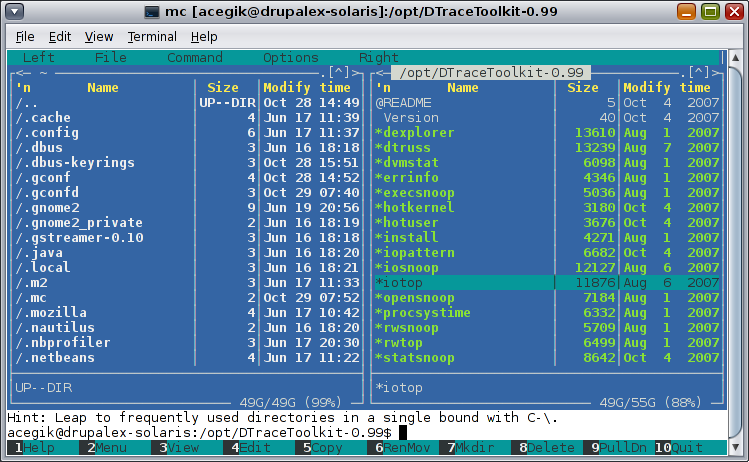 mc [acegik@drupalex-solaris]:/opt/DTraceToolkit-0.99
File Edit View Terminal Help
Left File Command Options Right
<─ ~ .[^]> <─ /opt/DTraceToolkit-0.99 .[^]>
'n Name Size Modify time 'n Name Size Modify time
/.. UP--DIR Oct 28 14:49 @README 5 Oct 4 2007
/.cache 4 Jun 17 11:39 Version 40 Oct 4 2007
/.config 6 Jun 17 11:37 *dexplorer 13610 Aug 1 2007
/.dbus 3 Jun 16 18:18 *dtruss 13239 Aug 7 2007
/.dbus-keyrings 3 Oct 28 15:51 *dvmstat 6098 Aug 1 2007
/.gconf 4 Oct 28 14:52 *errinfo 4346 Aug 1 2007
/.gconfd 3 Oct 29 07:40 *execsnoop 5036 Aug 1 2007
/.gnome2 9 Jun 19 20:56 *hotkernel 3180 Oct 4 2007
/.gnome2_private 2 Jun 16 18:19 *hotuser 3676 Oct 4 2007
/.gstreamer-0.10 3 Jun 16 18:18 *install 4271 Aug 1 2007
/.java 3 Jun 16 18:20 *iopattern 6682 Oct 4 2007
/.local 3 Jun 16 18:21 *iosnoop 12127 Aug 6 2007
/.m2 3 Jun 17 11:33 *iotop 11876 Aug 6 2007
/.mc 2 Oct 29 07:52 *opensnoop 7184 Aug 1 2007
/.mozilla 4 Jun 17 10:42 *procsystime 6332 Aug 1 2007
/.nautilus 2 Jun 16 18:20 *rwsnoop 5709 Aug 1 2007
/.nbprofiler 3 Jun 17 20:30 *rwtop 6499 Aug 1 2007
/.netbeans 4 Jun 17 11:22 *statsnoop 8642 Oct 4 2007
UP--DIR *iotop
49G/49G (99%) 49G/55G (88%)
Hint: Leap to frequently used directories in a single bound with C-\.
acegik@drupalex-solaris:/opt/DTraceToolkit-0.99$
1Help 2Menu 3View 4Edit 5Copy 6RenMov 7Mkdir 8Delete 9PullDn 10Quit